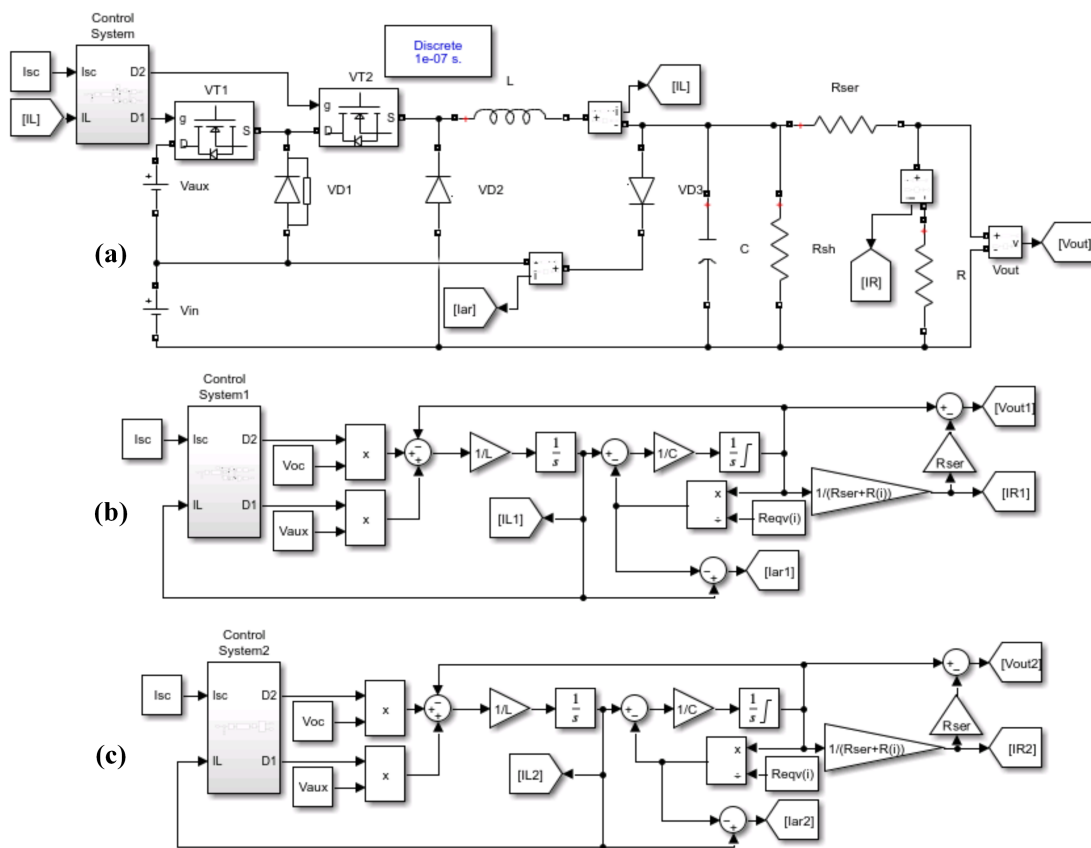 Control
System
Isc
[IL]
Isc
D2
IL
D1
VT1
g
D
S
Discrete
1e-07 s.
VT2
g
D
S
L
+
-
i
[IL]
Rser
Vaux
VD1
VD2
VD3
C
Rsh
[IR]
R
+
-
v
Vout
[Vout]
(a)
-
i
+
[Iar]
Vin
Control
System1
Isc
Isc
D2
IL
D1
Voc
x
Vaux
x
1/L
1
s
1/C
1
s
x
÷
Reqv(i)
1/(Rser+R(i))
Rser
[Vout1]
[IR1]
[IL1]
[Iar1]
(b)
Control
System2
Isc
Isc
D2
IL
D1
Voc
x
Vaux
x
1/L
1
s
1/C
1
s
x
÷
Reqv(i)
1/(Rser+R(i))
Rser
[Vout2]
[IR2]
[IL2]
[Iar2]
(c)